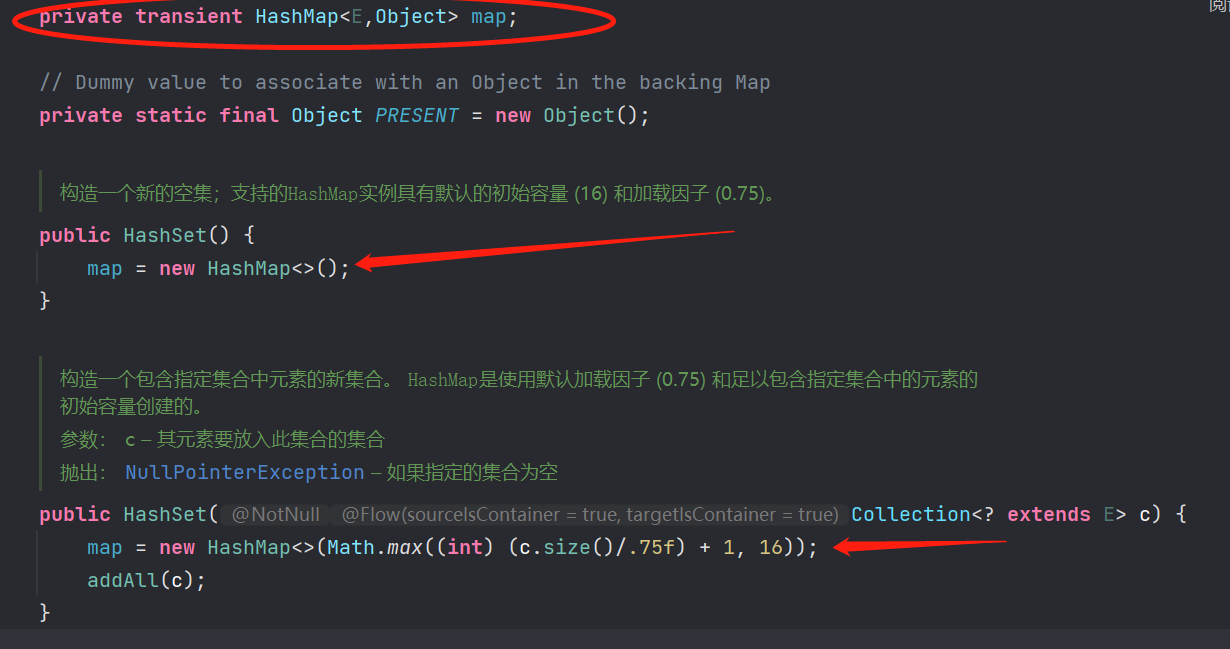 阅
private transient HashMap<E,Object> map;
// Dummy value to associate with an Object in the backing Map
private static final Object PRESENT = new Object();
构造一个新的空集；支持的HashMap实例具有默认的初始容量 (16) 和加载因子 (0.75)。
public HashSet() {
map = new HashMap<>();
}
构造一个包含指定集合中元素的新集合。 HashMap是使用默认加载因子 (0.75) 和足以包含指定集合中的元素的
初始容量创建的。
参数： c – 其元素要放入此集合的集合
抛出： NullPointerException – 如果指定的集合为空
public HashSet( @NotNull @Flow(sourceIsContainer = true, targetIsContainer = true) Collection<? extends E> c) {
map = new HashMap<>(Math.max((int) (c.size()/.75f) + 1, 16));
addAll(c);
}